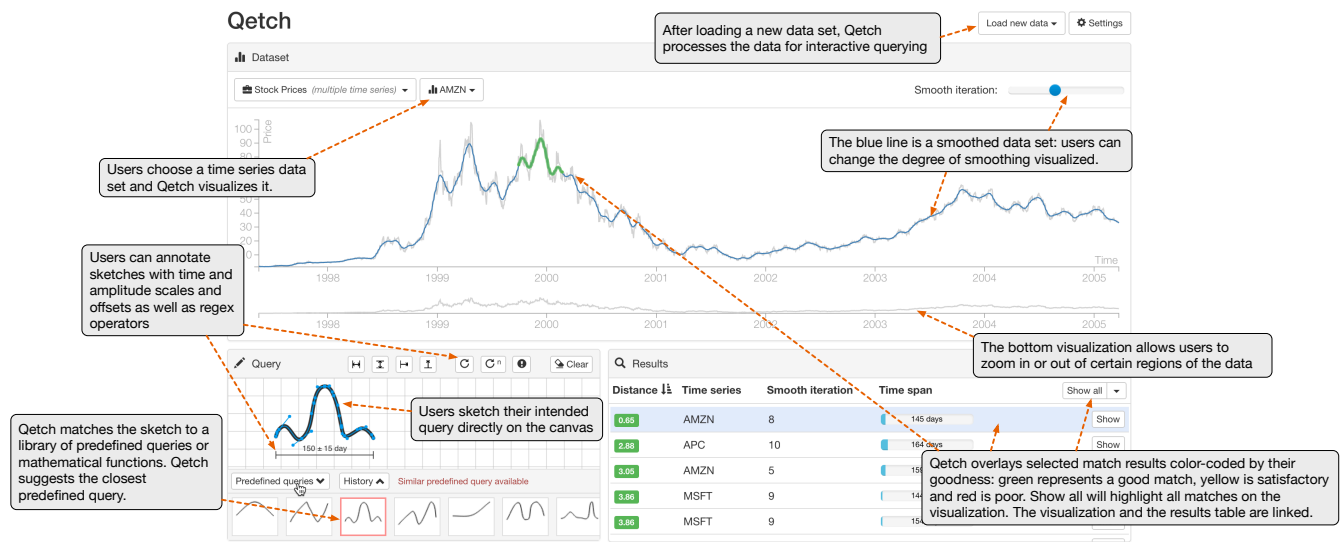 Qetch
After loading a new data set, Qetch
processes the data for interactive querying
Load new data
Settings
Dataset
Stock Prices (multiple time series)
AMZN
Smooth iteration:
100
90
Price
50
40
30
20
0
Time
1998
1999
2000
2001
2002
2003
2004
2005
Users choose a time series data
set and Qetch visualizes it.
The blue line is a smoothed data set: users can
change the degree of smoothing visualized.
Users can annotate
sketches with time and
amplitude scales and
offsets as well as regex
operators
1998
1999
2000
2001
2002
2003
2004
2005
The bottom visualization allows users to
zoom in or out of certain regions of the data
Query
n
Clear
Users sketch their intended
query directly on the canvas
150 ± 15 day
Qetch matches the sketch to a
library of predefined queries or
mathematical functions. Qetch
suggests the closest
predefined query.
Predefined queries
History
Similar predefined query available
Results
Distance
Time series
Smooth iteration
Time span
Show all
0.65
AMZN
8
145 days
Show
2.88
APC
10
164 days
Show
3.05
AMZN
5
3.86
MSFT
9
3.86
MSFT
9
Qetch overlays selected match results color-coded by their
goodness: green represents a good match, yellow is satisfactory
and red is poor. Show all will highlight all matches on the
visualization. The visualization and the results table are linked.